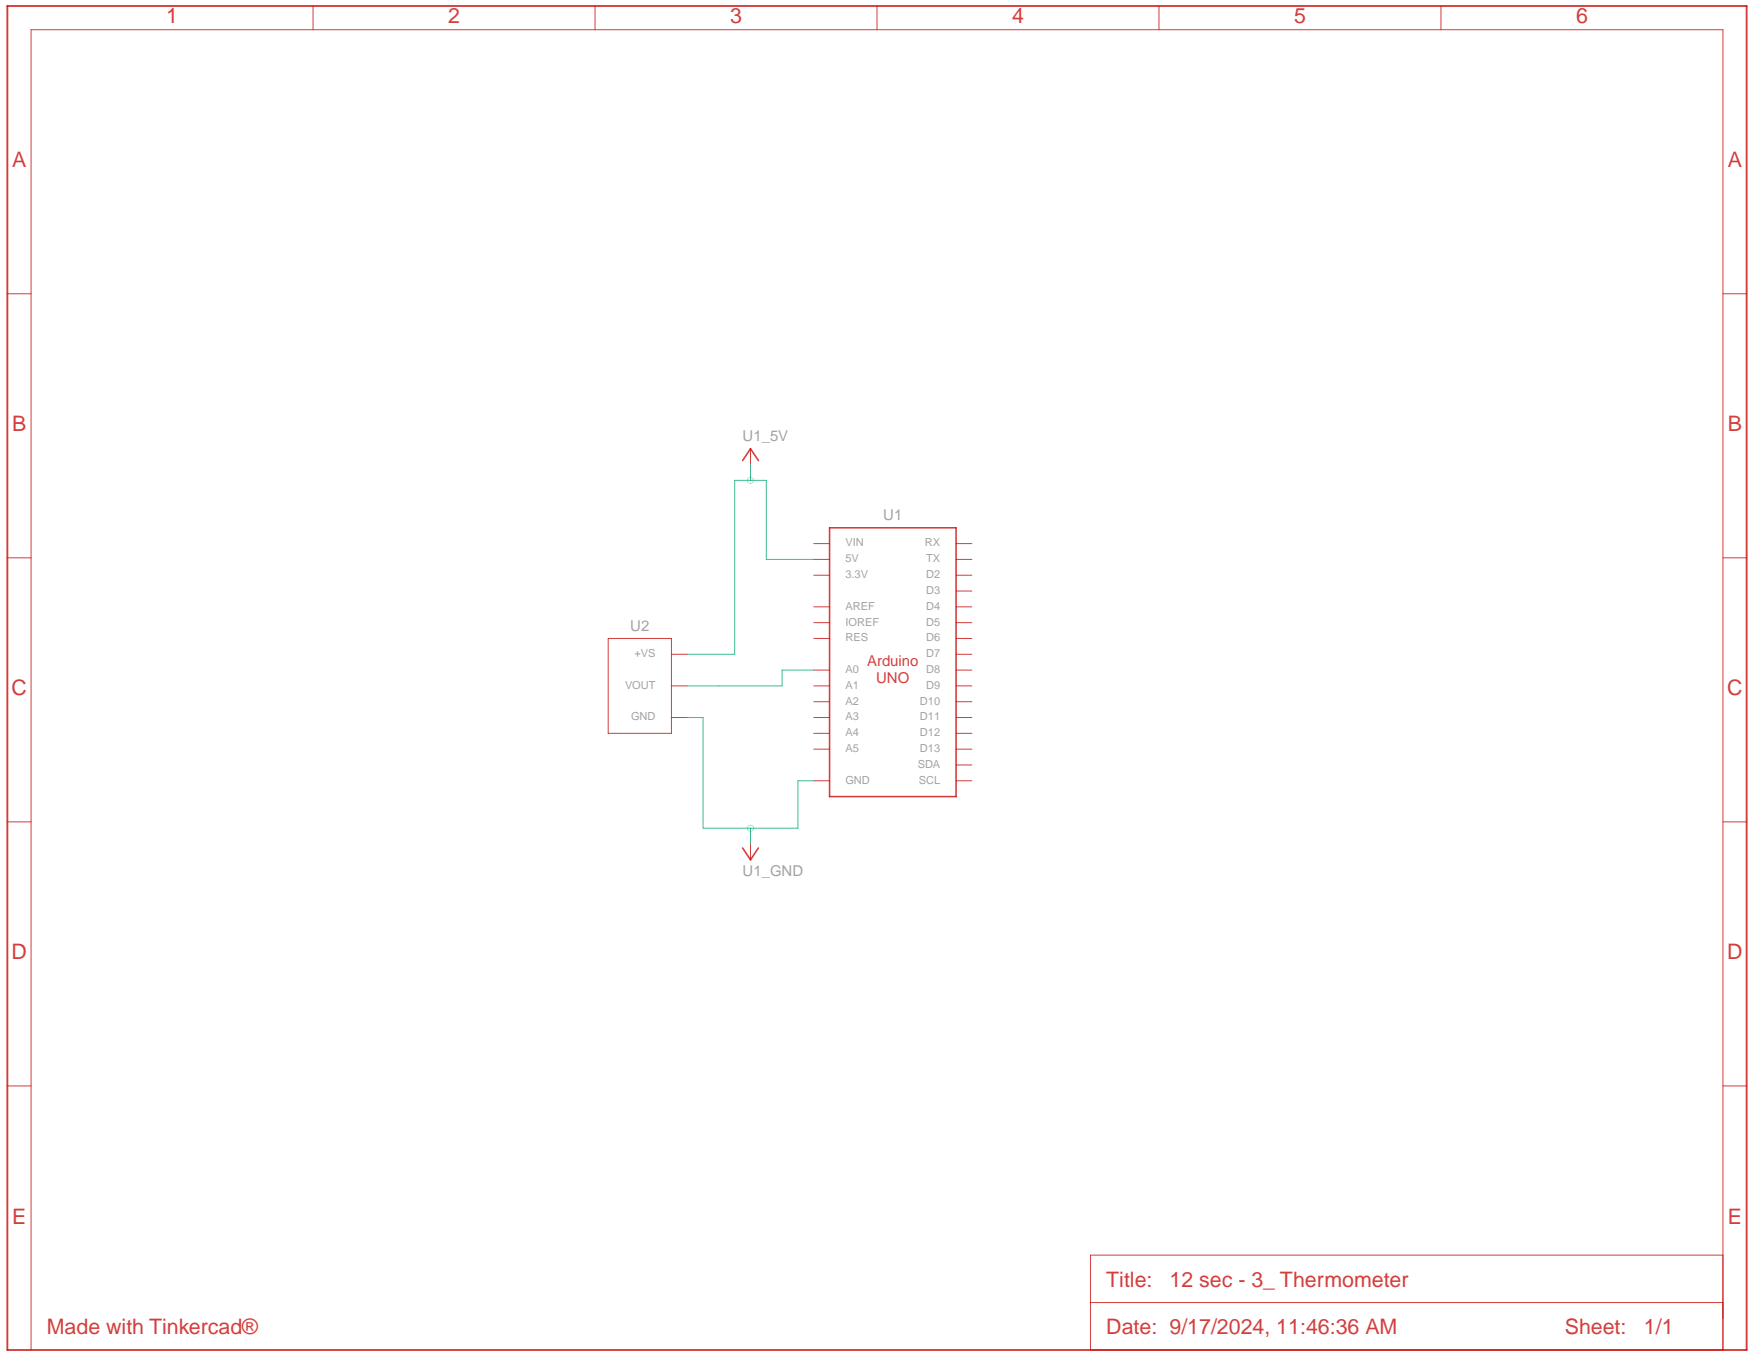 1 2 3 4 5 6
A A
B B
U1_5V
U1
VIN RX
5V TX
3.3V D2
D3
AREF D4
IOREF D5
U2
RES D6
+VS D7
Arduino
A0 D8
UNO
VOUT A1 D9
C C
A2 D10
GND A3 D11
A4 D12
A5 D13
SDA
GND SCL
U1_GND
D D
E E
Title: 12 sec - 3_ Thermometer
Made with Tinkercad®
Date: 9/17/2024, 11:46:36 AM Sheet: 1/1